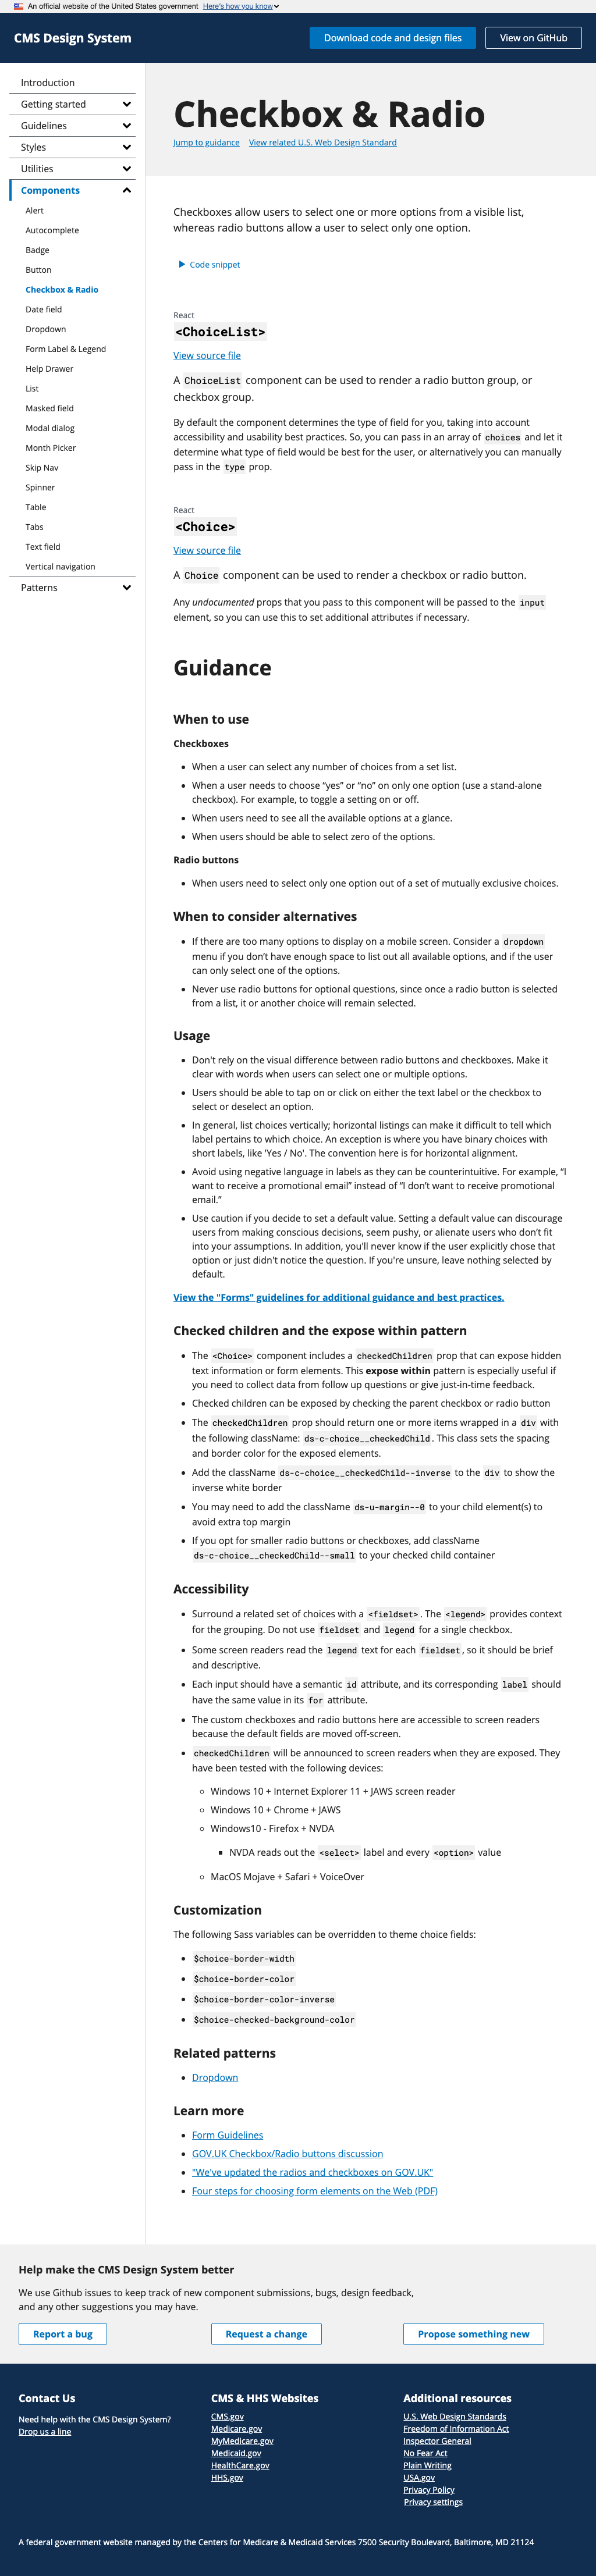 An official website of the United States government Here's how you know
CMS Design System
Download code and design files
View on GitHub
Introduction
Getting started
Guidelines
Styles
Utilities
Components
Alert
Autocomplete
Badge
Button
Checkbox & Radio
Date field
Dropdown
Form Label & Legend
Help Drawer
List
Masked field
Modal dialog
Month Picker
Skip Nav
Spinner
Table
Tabs
Text field
Vertical navigation
Patterns
Checkbox & Radio
Jump to guidance View related U.S. Web Design Standard
Checkboxes allow users to select one or more options from a visible list,
whereas radio buttons allow a user to select only one option.
Code snippet
React
<ChoiceList>
View source file
A ChoiceList component can be used to render a radio button group, or
checkbox group.
By default the component determines the type of field for you, taking into account
accessibility and usability best practices. So, you can pass in an array of choices and let it
determine what type of field would be best for the user, or alternatively you can manually
pass in the type prop.
React
<Choice>
View source file
A Choice component can be used to render a checkbox or radio button.
Any undocumented props that you pass to this component will be passed to the input
element, so you can use this to set additional attributes if necessary.
Guidance
When to use
Checkboxes
• When a user can select any number of choices from a set list.
• When a user needs to choose “yes” or “no” on only one option (use a stand-alone
checkbox). For example, to toggle a setting on or off.
• When users need to see all the available options at a glance.
• When users should be able to select zero of the options.
Radio buttons
• When users need to select only one option out of a set of mutually exclusive choices.
When to consider alternatives
• If there are too many options to display on a mobile screen. Consider a dropdown
menu if you don’t have enough space to list out all available options, and if the user
can only select one of the options.
• Never use radio buttons for optional questions, since once a radio button is selected
from a list, it or another choice will remain selected.
Usage
• Don't rely on the visual difference between radio buttons and checkboxes. Make it
clear with words when users can select one or multiple options.
• Users should be able to tap on or click on either the text label or the checkbox to
select or deselect an option.
• In general, list choices vertically; horizontal listings can make it difficult to tell which
label pertains to which choice. An exception is where you have binary choices with
short labels, like 'Yes / No'. The convention here is for horizontal alignment.
• Avoid using negative language in labels as they can be counterintuitive. For example, “I
want to receive a promotional email” instead of “I don’t want to receive promotional
email.”
• Use caution if you decide to set a default value. Setting a default value can discourage
users from making conscious decisions, seem pushy, or alienate users who don’t fit
into your assumptions. In addition, you'll never know if the user explicitly chose that
option or just didn't notice the question. If you're unsure, leave nothing selected by
default.
View the "Forms" guidelines for additional guidance and best practices.
Checked children and the expose within pattern
• The <Choice> component includes a checkedChildren prop that can expose hidden
text information or form elements. This expose within pattern is especially useful if
you need to collect data from follow up questions or give just-in-time feedback.
• Checked children can be exposed by checking the parent checkbox or radio button
• The checkedChildren prop should return one or more items wrapped in a div with
the following className: ds-c-choice__checkedChild. This class sets the spacing
and border color for the exposed elements.
• Add the className ds-c-choice__checkedChild--inverse to the div to show the
inverse white border
• You may need to add the className ds-u-margin--0 to your child element(s) to
avoid extra top margin
• If you opt for smaller radio buttons or checkboxes, add className
ds-c-choice__checkedChild--small to your checked child container
Accessibility
• Surround a related set of choices with a <fieldset>. The <legend> provides context
for the grouping. Do not use fieldset and legend for a single checkbox.
• Some screen readers read the legend text for each fieldset, so it should be brief
and descriptive.
• Each input should have a semantic id attribute, and its corresponding label should
have the same value in its for attribute.
• The custom checkboxes and radio buttons here are accessible to screen readers
because the default fields are moved off-screen.
• checkedChildren will be announced to screen readers when they are exposed. They
have been tested with the following devices:
Windows 10 + Internet Explorer 11 + JAWS screen reader
Windows 10 + Chrome + JAWS
Windows10 - Firefox + NVDA
NVDA reads out the <select> label and every <option> value
MacOS Mojave + Safari + VoiceOver
Customization
The following Sass variables can be overridden to theme choice fields:
• $choice-border-width
• $choice-border-color
• $choice-border-color-inverse
• $choice-checked-background-color
Related patterns
• Dropdown
Learn more
• Form Guidelines
• GOV.UK Checkbox/Radio buttons discussion
• "We've updated the radios and checkboxes on GOV.UK"
• Four steps for choosing form elements on the Web (PDF)
Help make the CMS Design System better
We use Github issues to keep track of new component submissions, bugs, design feedback,
and any other suggestions you may have.
Report a bug
Request a change
Propose something new
Contact Us
Need help with the CMS Design System?
Drop us a line
CMS & HHS Websites
CMS.gov
Medicare.gov
MyMedicare.gov
Medicaid.gov
HealthCare.gov
HHS.gov
Additional resources
U.S. Web Design Standards
Freedom of Information Act
Inspector General
No Fear Act
Plain Writing
USA.gov
Privacy Policy
Privacy settings
A federal government website managed by the Centers for Medicare & Medicaid Services 7500 Security Boulevard, Baltimore, MD 21124